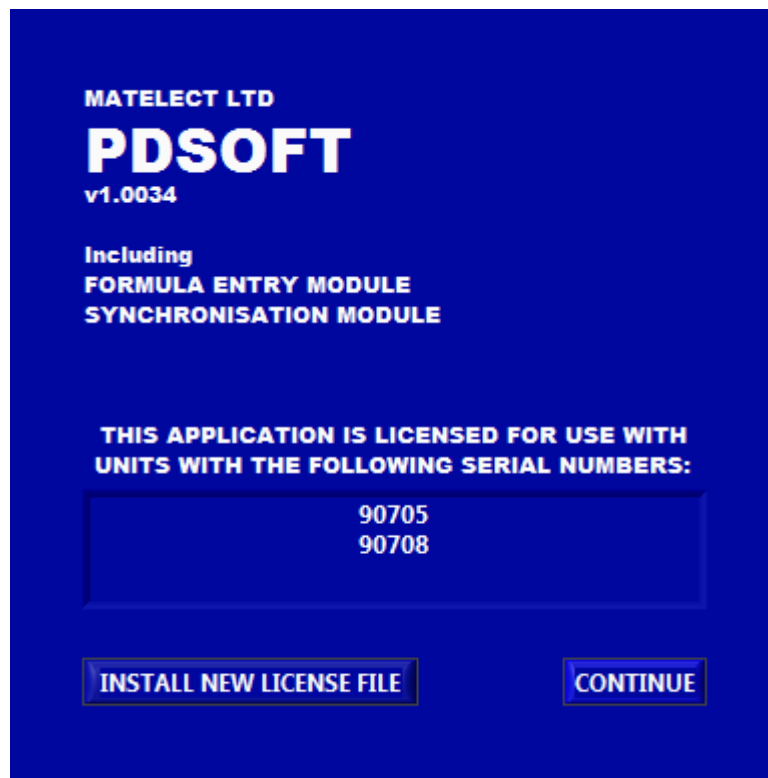 MATELECT LTD
PDSOFT
v1.0034
Including
FORMULA ENTRY MODULE
SYNCHRONISATION MODULE
THIS APPLICATION IS LICENSED FOR USE WITH
UNITS WITH THE FOLLOWING SERIAL NUMBERS:
90705
90708
INSTALL NEW LICENSE FILE
CONTINUE